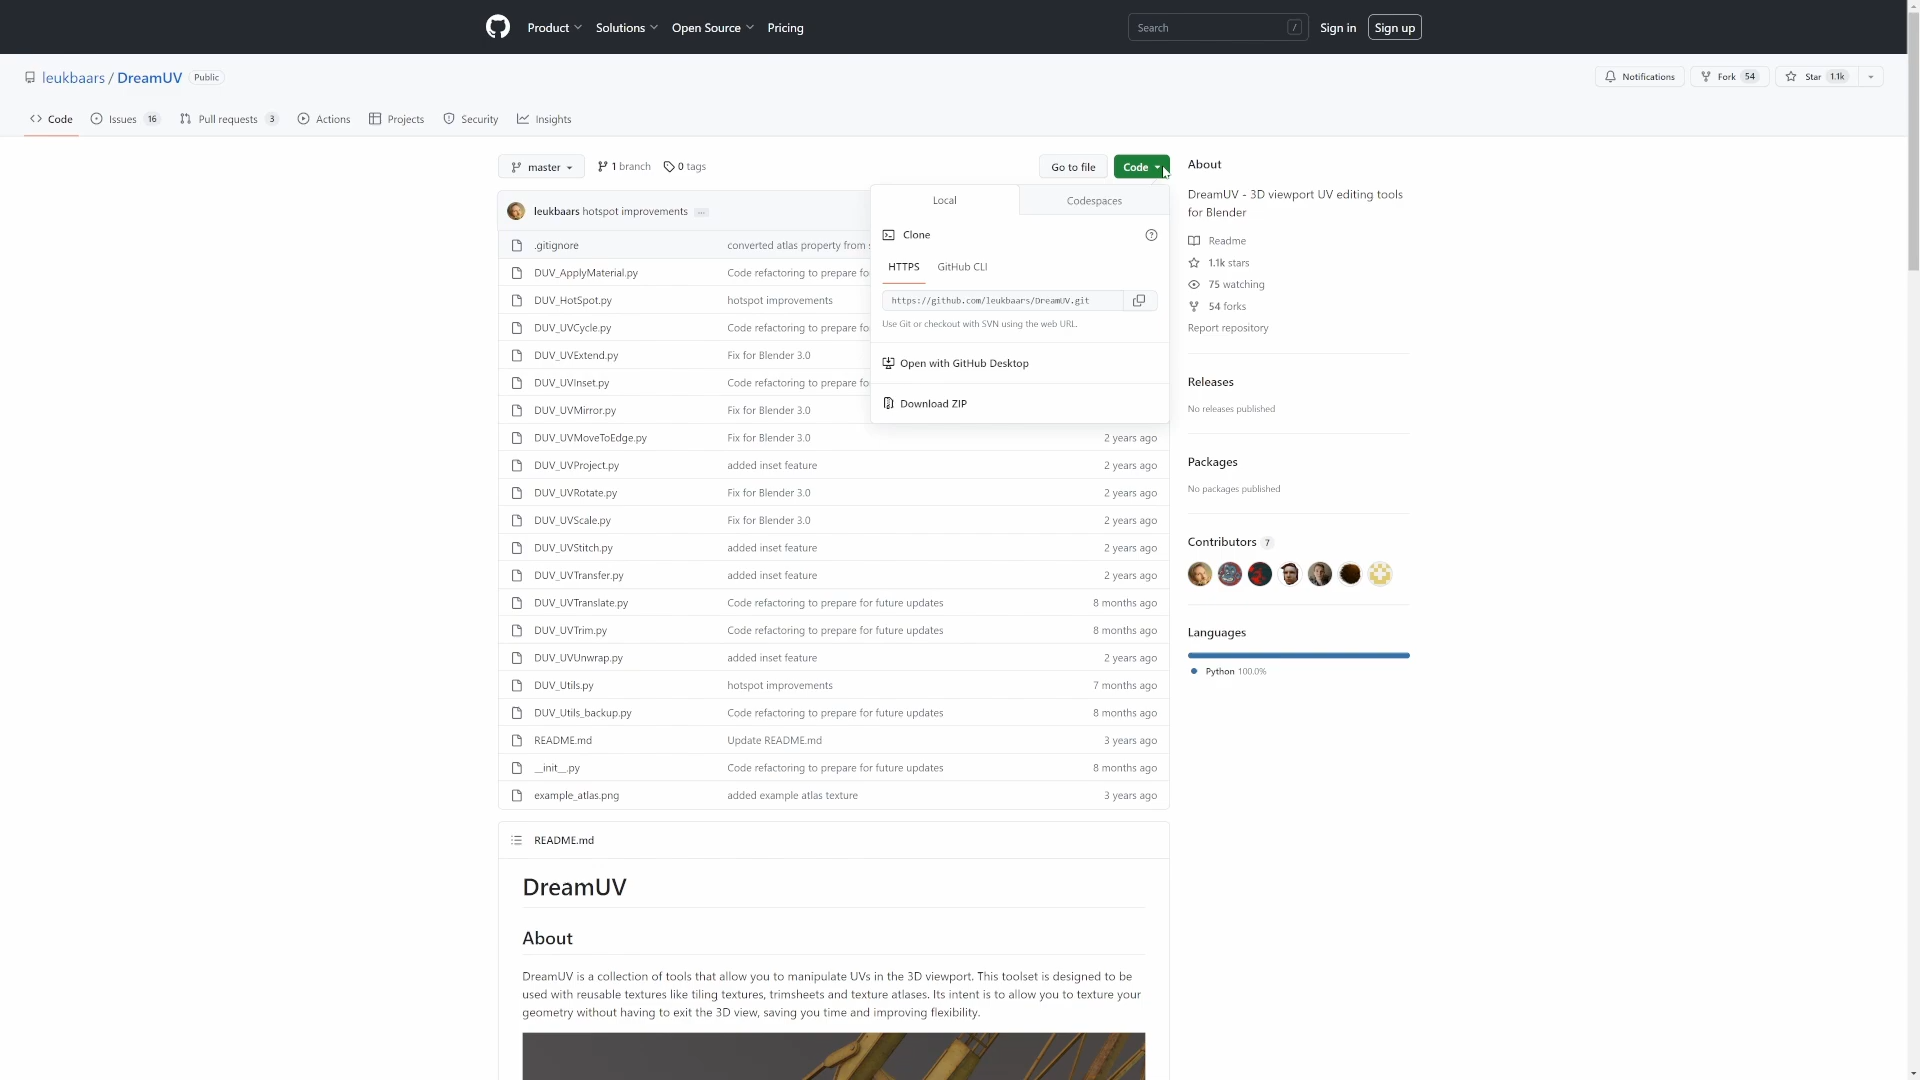 Product Solutions Open Source Pricing Search / Sign in Sign up
leukbaars / DreamUV Public Notifications Fork 54 Star 1.1k
Code Issues 16 Pull requests 3 Actions Projects Security Insights
master 1 branch 0 tags Go to file Code
About
DreamUV - 3D viewport UV editing tools
for Blender
Readme
1.1k stars
75 watching
54 forks
Report repository
Releases
No releases published
Packages
No packages published
Contributors 7
Languages
Python 100.0%
Local Codespaces
Clone
HTTPS GitHub CLI
https://github.com/leukbaars/DreamUV.git
Use Git or checkout with SVN using the web URL.
Open with GitHub Desktop
Download ZIP
leukbaars hotspot improvements ...
.gitignore converted atlas property from
DUV_ApplyMaterial.py Code refactoring to prepare fo
DUV_HotSpot.py hotspot improvements
DUV_UVCycle.py Code refactoring to prepare fo
DUV_UVExtend.py Fix for Blender 3.0
DUV_UVInset.py Code refactoring to prepare fo
DUV_UVMirror.py Fix for Blender 3.0
DUV_UVMoveToEdge.py Fix for Blender 3.0 2 years ago
DUV_UVProject.py added inset feature 2 years ago
DUV_UVRotate.py Fix for Blender 3.0 2 years ago
DUV_UVScale.py Fix for Blender 3.0 2 years ago
DUV_UVStitch.py added inset feature 2 years ago
DUV_UVTransfer.py added inset feature 2 years ago
DUV_UVTranslate.py Code refactoring to prepare for future updates 8 months ago
DUV_UVTrim.py Code refactoring to prepare for future updates 8 months ago
DUV_UVUnwrap.py added inset feature 2 years ago
DUV_Utils.py hotspot improvements 7 months ago
DUV_Utils_backup.py Code refactoring to prepare for future updates 8 months ago
README.md Update README.md 3 years ago
__init__.py Code refactoring to prepare for future updates 8 months ago
example_atlas.png added example atlas texture 3 years ago
README.md
DreamUV
About
DreamUV is a collection of tools that allow you to manipulate UVs in the 3D viewport. This toolset is designed to be
used with reusable textures like tiling textures, trimsheets and texture atlases. Its intent is to allow you to texture your
geometry without having to exit the 3D view, saving you time and improving flexibility.